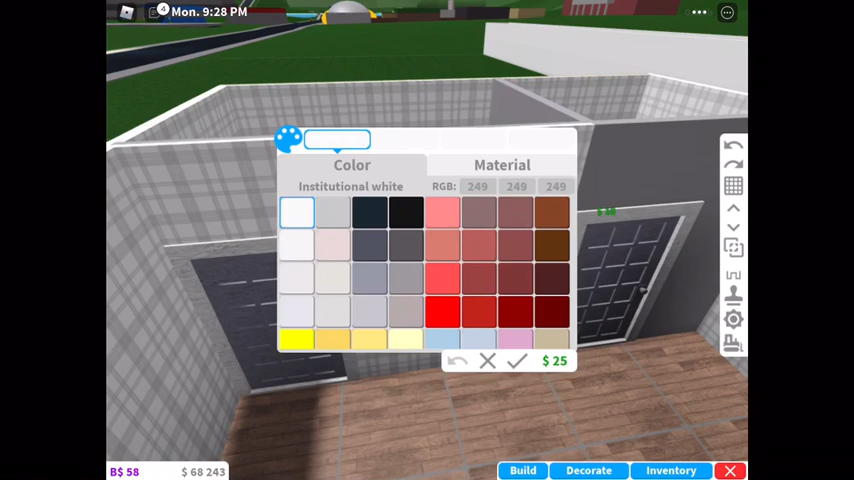 4
Mon. 9:28 PM
Color
Material
Institutional white
RGB: 249 249 249
$ 25
B$ 58
$ 68 243
Build
Decorate
Inventory